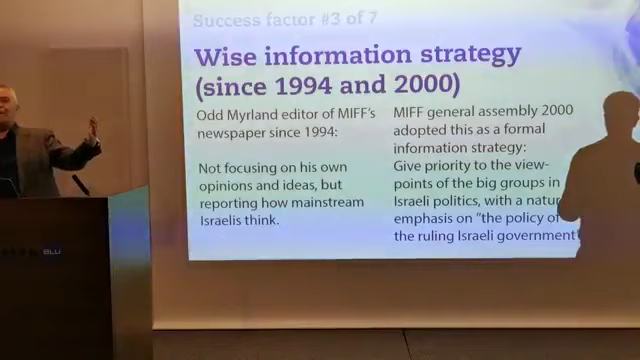 Success factor #3 of 7
Wise information strategy
(since 1994 and 2000)
Odd Myrland editor of MIFF's
newspaper since 1994:
Not focusing on his own
opinions and ideas, but
reporting how mainstream
Israelis think.
MIFF general assembly 2000
adopted this as a formal
information strategy:
Give priority to the view-
points of the big groups in
Israeli politics, with a
emphasis on "the policy of
the ruling Israeli government"
BLU